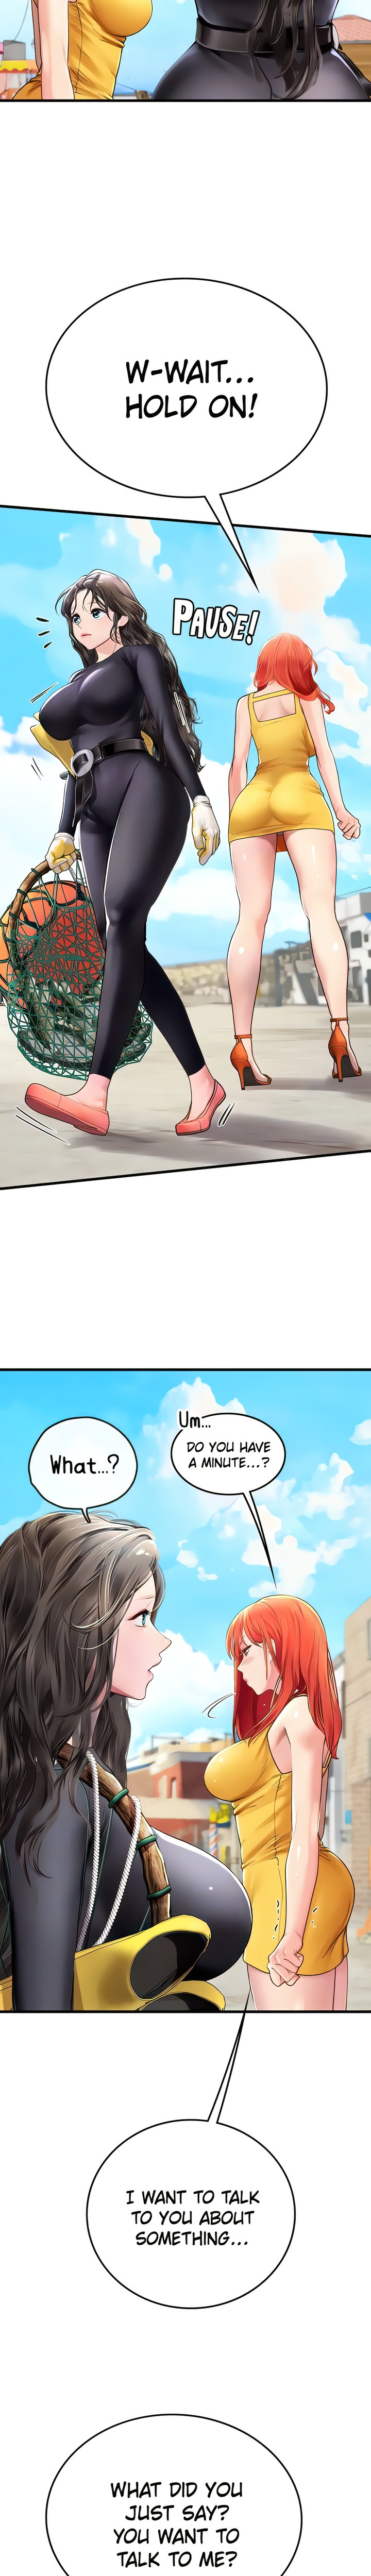 W-WAIT...
HOLD ON!
PAUSE!
Um...
What...?
DO YOU HAVE
A MINUTE...?
I WANT TO TALK
TO YOU ABOUT
SOMETHING...
WHAT DID YOU
JUST SAY?
YOU WANT TO
TALK TO ME?